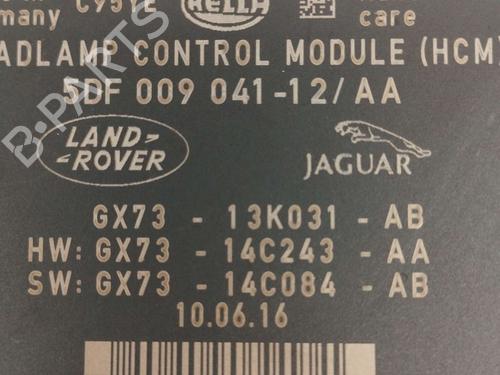 many C951E HELLA
care
ADLAMP CONTROL MODULE (HCM)
5DF 009 041-12/AA
LAND ROVER JAGUAR
GX73 - 13K031 - AB
HW: GX73 - 14C243 - AA
SW: GX73 - 14C084 - AB
10.06.16
B-PARTS